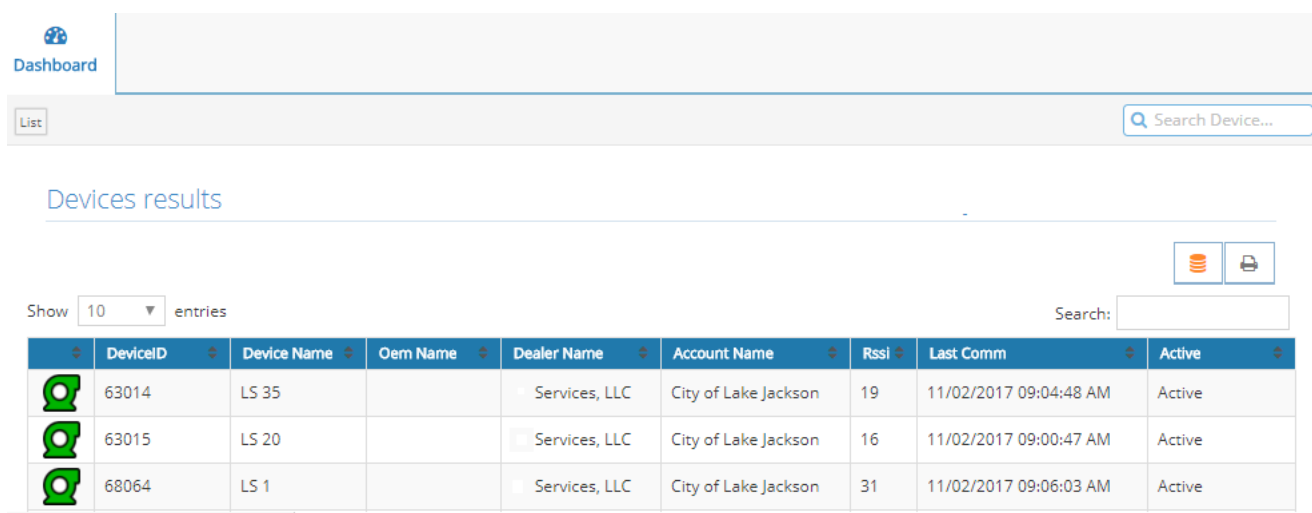 Dashboard
List
Search Device...
Devices results
-
Show 10 entries
Search:
DeviceID Device Name Oem Name Dealer Name Account Name Rssi Last Comm Active
63014 LS 35 Services, LLC City of Lake Jackson 19 11/02/2017 09:04:48 AM Active
63015 LS 20 Services, LLC City of Lake Jackson 16 11/02/2017 09:00:47 AM Active
68064 LS 1 Services, LLC City of Lake Jackson 31 11/02/2017 09:06:03 AM Active